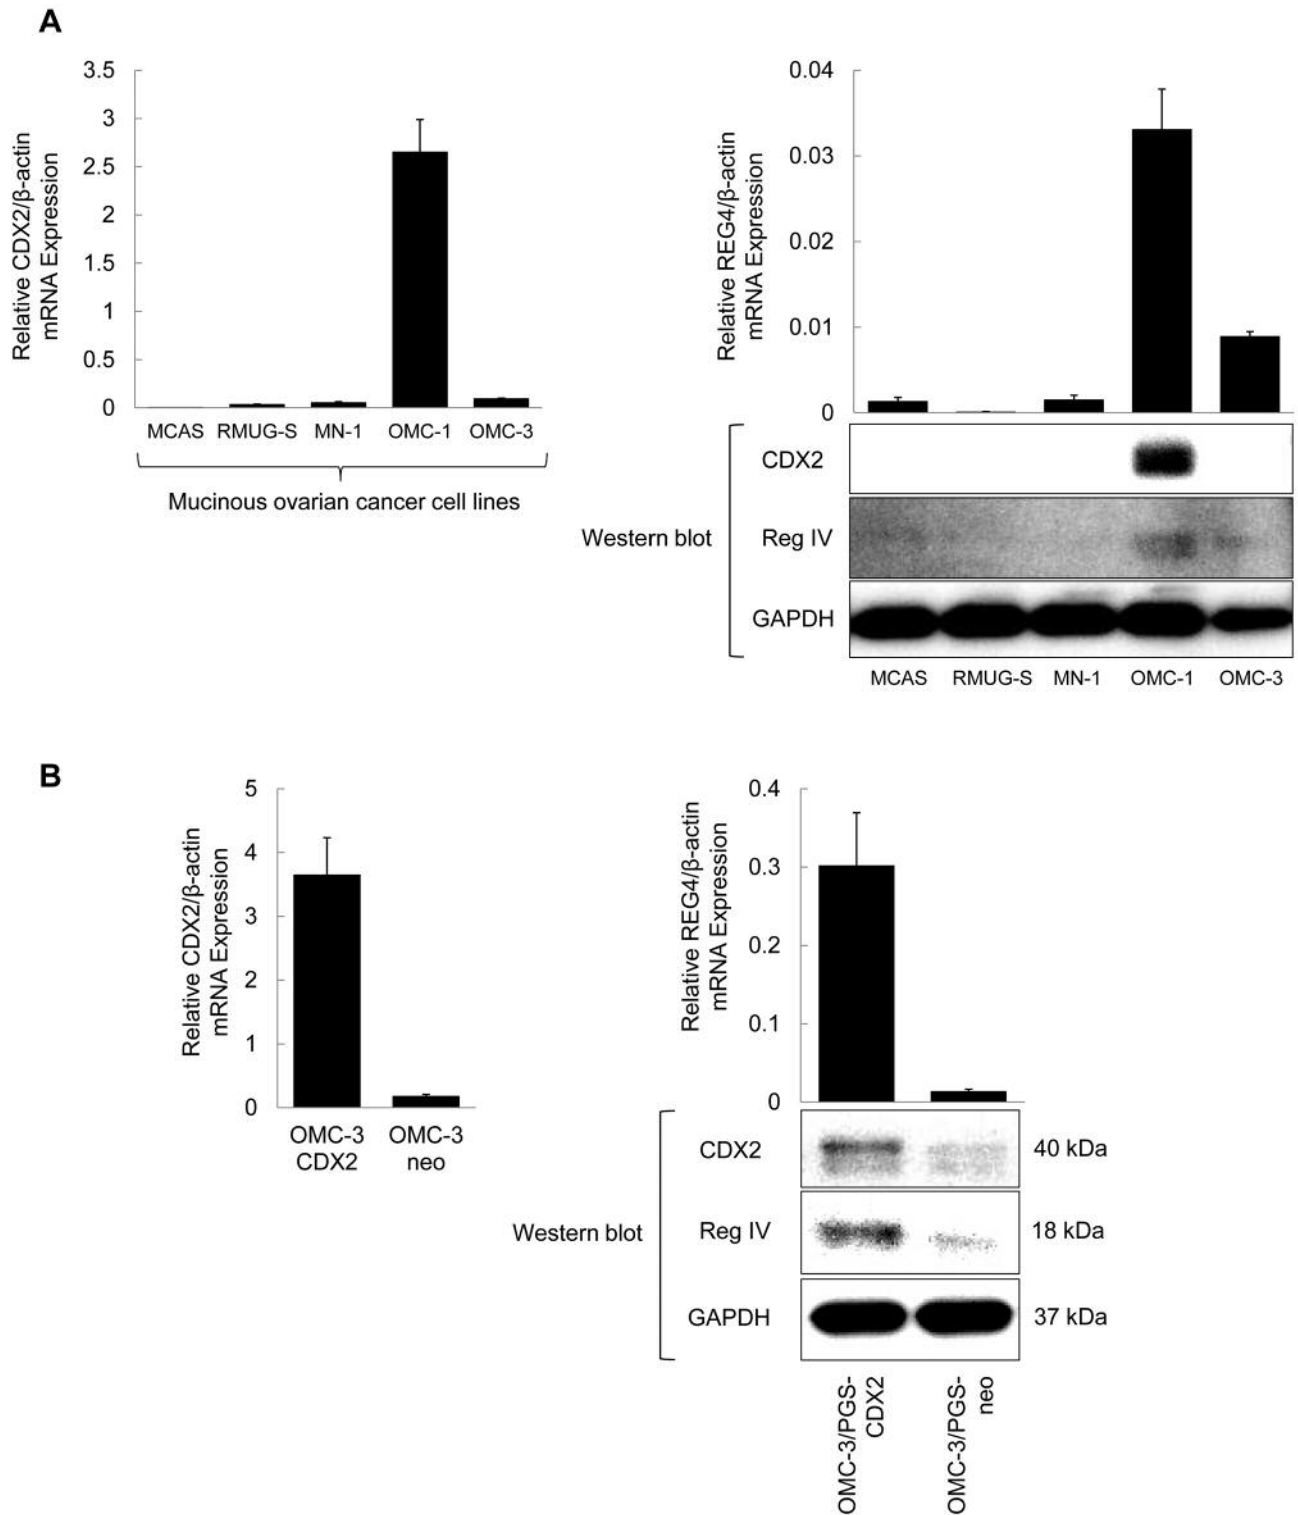 A
Relative CDX2/β-actin
mRNA Expression
3.5
3
2.5
2
1.5
1
0.5
0
MCAS RMUG-S MN-1 OMC-1 OMC-3
Mucinous ovarian cancer cell lines
Relative REG4/β-actin
mRNA Expression
0.04
0.03
0.02
0.01
0
Western blot
CDX2
Reg IV
GAPDH
MCAS RMUG-S MN-1 OMC-1 OMC-3
B
Relative CDX2/β-actin
mRNA Expression
5
4
3
2
1
0
OMC-3 OMC-3
CDX2 neo
Relative REG4/β-actin
mRNA Expression
0.4
0.3
0.2
0.1
0
Western blot
CDX2 40 kDa
Reg IV 18 kDa
GAPDH 37 kDa
OMC-3/PGS-
CDX2
OMC-3/PGS-
neo